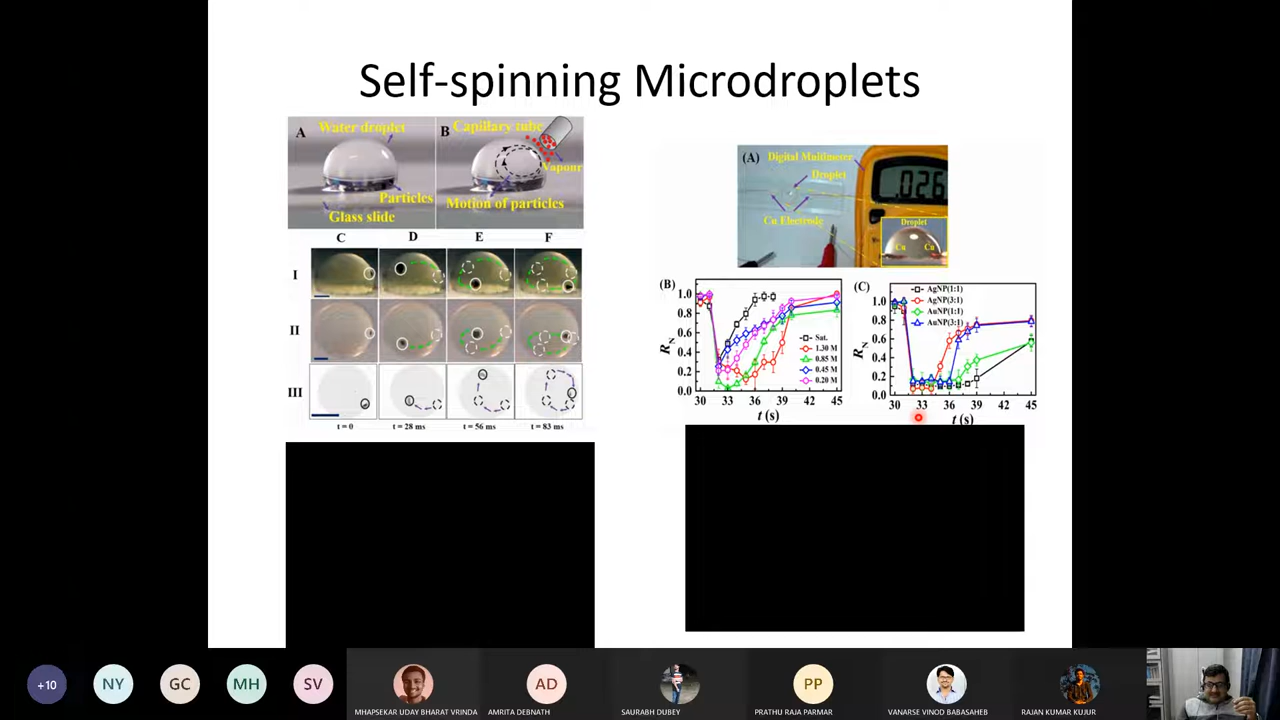 Self-spinning Microdroplets
A
Water droplet
Particles
Glass slide
B
Capillary tube
Vapour
Motion of particles
C D E F
I
II
III
t = 0 t = 28 ms t = 56 ms t = 83 ms
(A)
Digital Multimeter
Droplet
Cu Electrode
.026
Droplet
Cu Cu
(B)
R_N
1.0
0.8
0.6
0.4
0.2
0.0
Sat.
1.30 M
0.85 M
0.45 M
0.20 M
30 33 36 39 45
t (s)
(C)
R_N
1.0
0.8
0.6
0.4
0.2
0.0
AgNP(1:1)
AgNP(3:1)
AuNP(1:1)
AuNP(3:1)
30 33 36 39 45
t (s)
+10 NY GC MH SV AD PP
MHAPSEKAR UDAY BHARAT VRINDA
AMRITA DEBNATH
SAURABH DUBEY
PRATHU RAJA PARMAR
VANARSE VINOD BABASAHEB
RAJAN KUMAR KUJUR